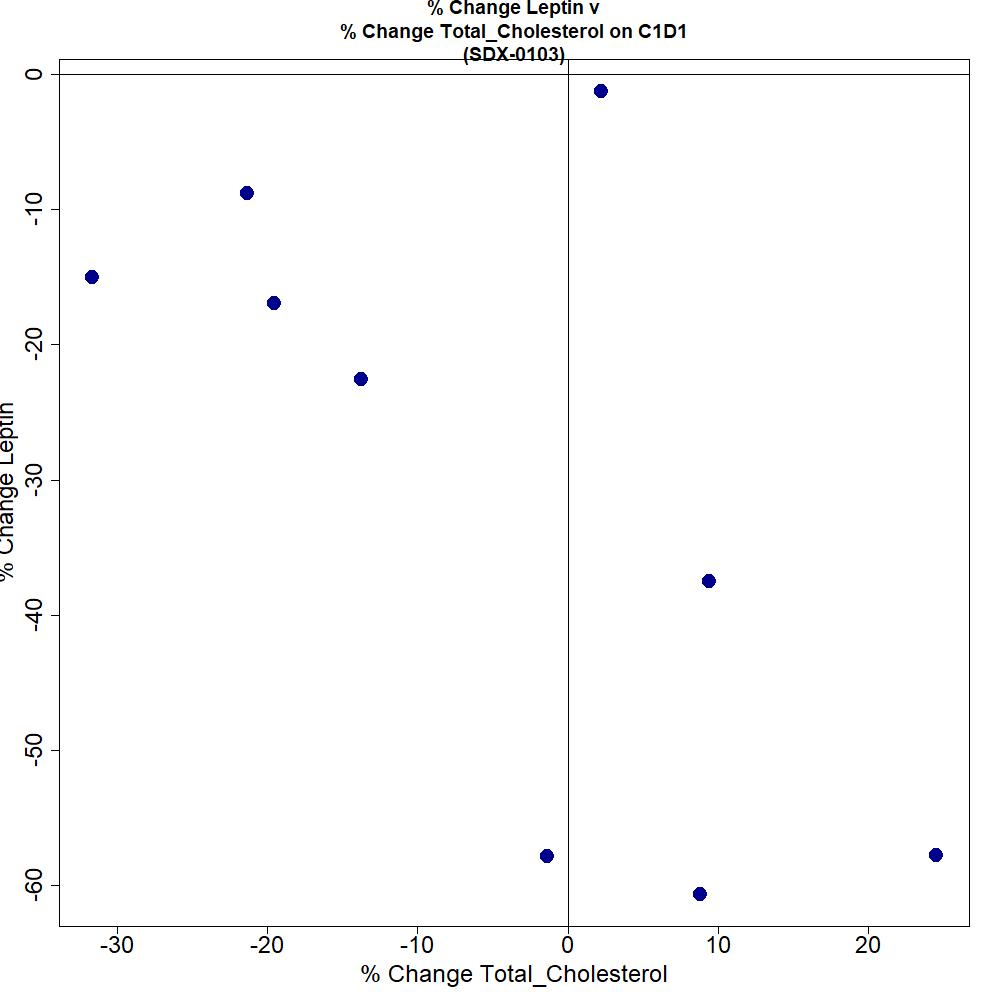 % Change Leptin v
% Change Total_Cholesterol on C1D1
(SDX-0103)
% Change Leptin
0
-10
-20
-30
-40
-50
-60
-30
-20
-10
0
10
20
% Change Total_Cholesterol